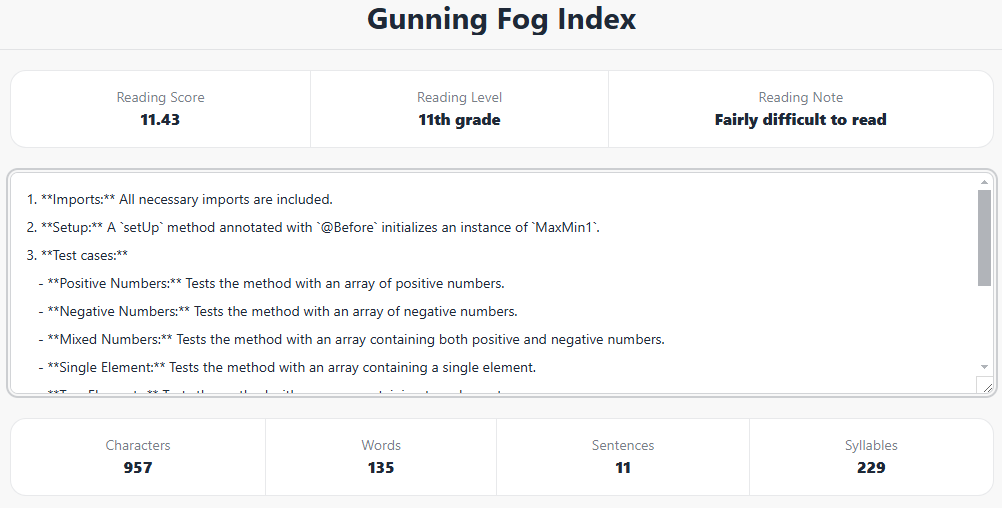 Gunning Fog Index
Reading Score
11.43
Reading Level
11th grade
Reading Note
Fairly difficult to read
1. **Imports:** All necessary imports are included.
2. **Setup:** A `setUp` method annotated with `@Before` initializes an instance of `MaxMin1`.
3. **Test cases:**
- **Positive Numbers:** Tests the method with an array of positive numbers.
- **Negative Numbers:** Tests the method with an array of negative numbers.
- **Mixed Numbers:** Tests the method with an array containing both positive and negative numbers.
- **Single Element:** Tests the method with an array containing a single element.
Characters
957
Words
135
Sentences
11
Syllables
229